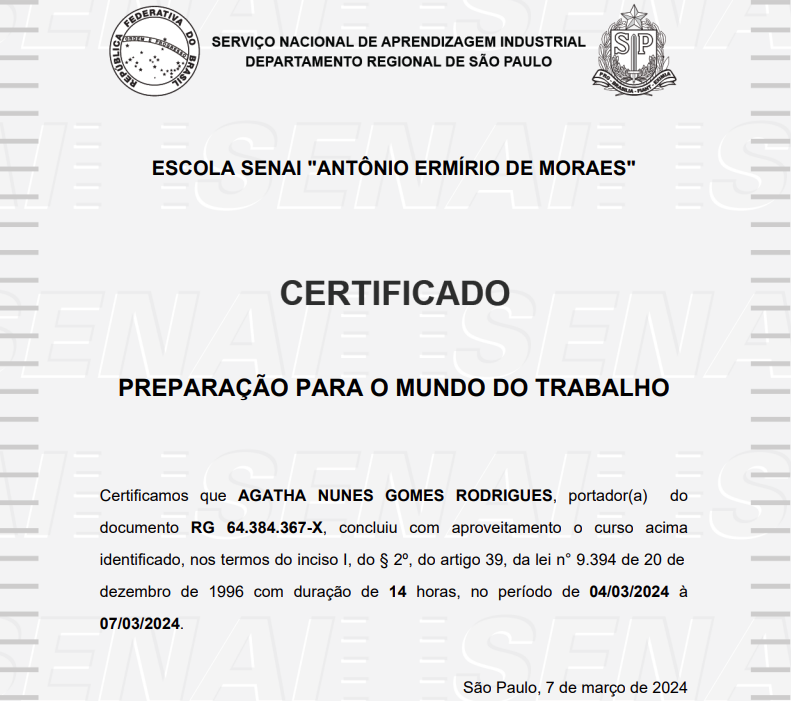 REPÚBLICA FEDERATIVA DO BRASIL
ORDEM E PROGRESSO
SERVIÇO NACIONAL DE APRENDIZAGEM INDUSTRIAL
DEPARTAMENTO REGIONAL DE SÃO PAULO
SP
PRO BRASILIA FIANT EXIMIA
ESCOLA SENAI "ANTÔNIO ERMÍRIO DE MORAES"
CERTIFICADO
PREPARAÇÃO PARA O MUNDO DO TRABALHO
Certificamos que AGATHA NUNES GOMES RODRIGUES, portador(a) do
documento RG 64.384.367-X, concluiu com aproveitamento o curso acima
identificado, nos termos do inciso I, do § 2º, do artigo 39, da lei n° 9.394 de 20 de
dezembro de 1996 com duração de 14 horas, no período de 04/03/2024 à
07/03/2024.
São Paulo, 7 de março de 2024
SENAI